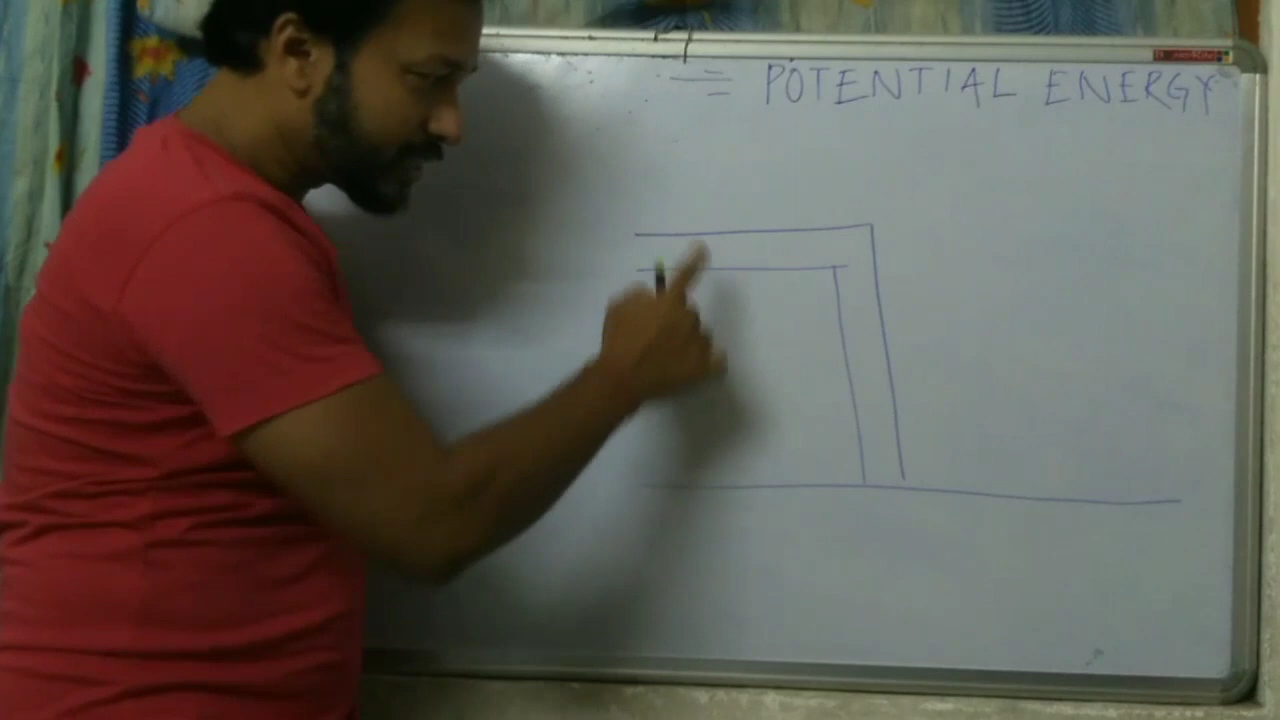 = POTENTIAL ENERGY